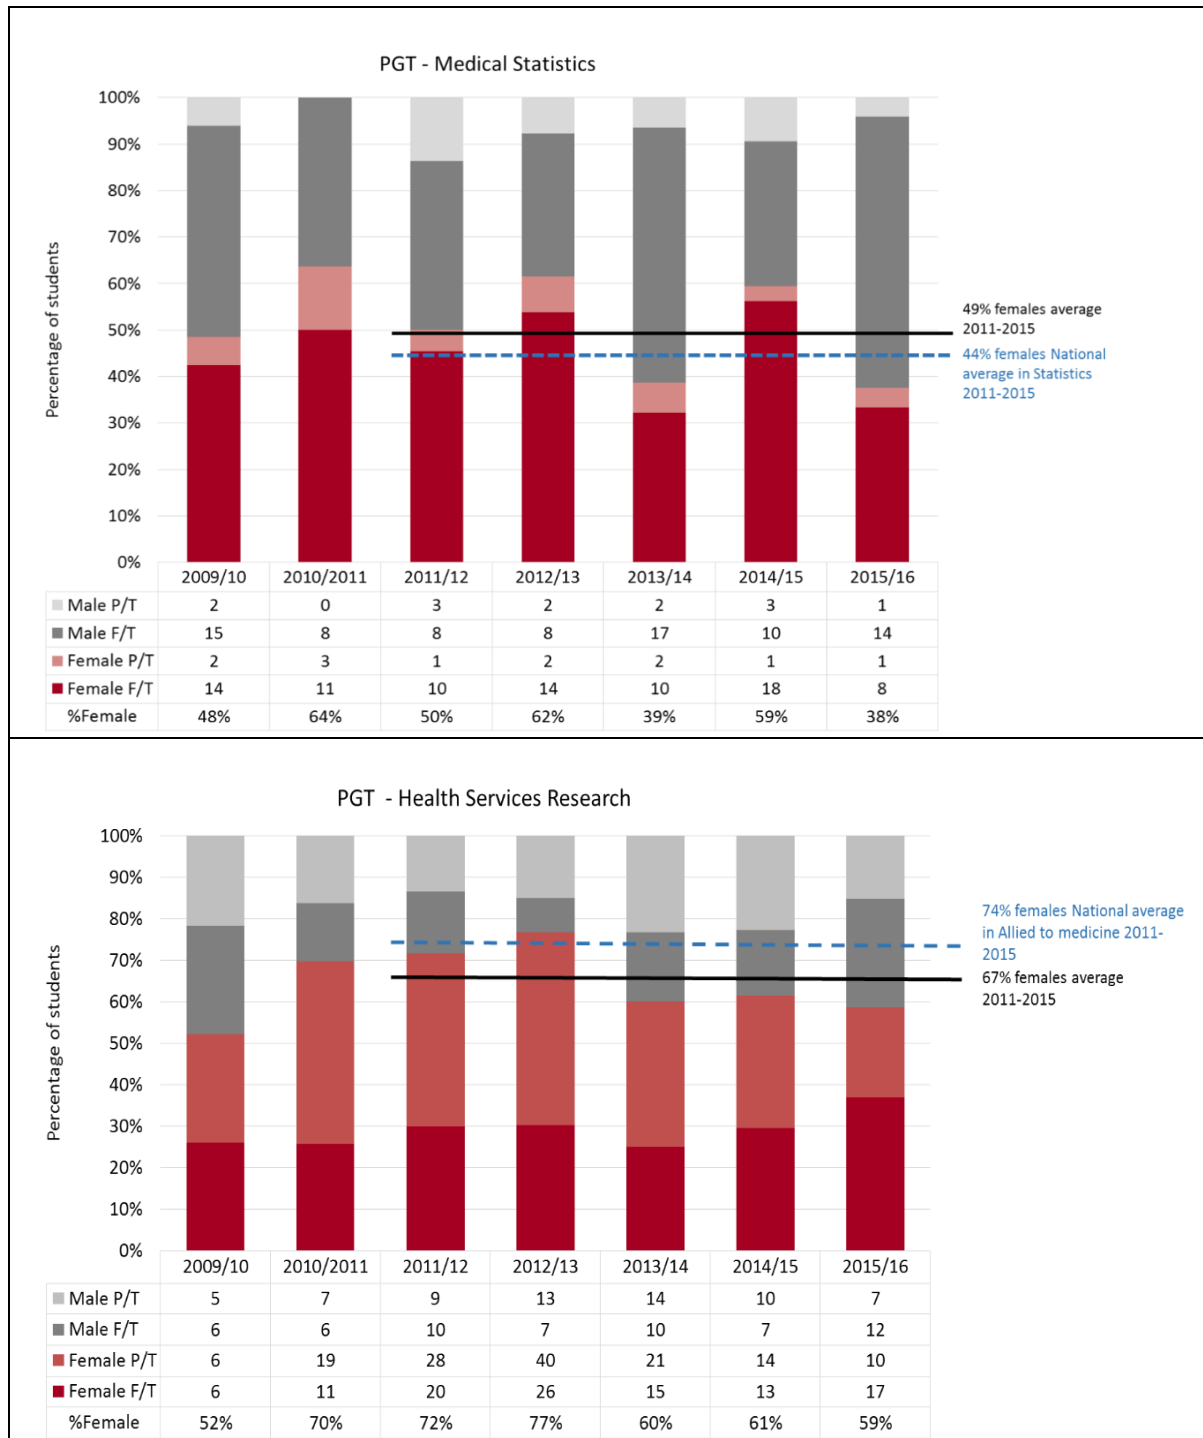 PGT - Medical Statistics
Percentage of students
100%
90%
80%
70%
60%
50%
40%
30%
20%
10%
0%
49% females average
2011-2015
44% females National
average in Statistics
2011-2015
2009/10 2010/2011 2011/12 2012/13 2013/14 2014/15 2015/16
Male P/T 2 0 3 2 2 3 1
Male F/T 15 8 8 8 17 10 14
Female P/T 2 3 1 2 2 1 1
Female F/T 14 11 10 14 10 18 8
%Female 48% 64% 50% 62% 39% 59% 38%
PGT - Health Services Research
Percentage of students
100%
90%
80%
70%
60%
50%
40%
30%
20%
10%
0%
74% females National average
in Allied to medicine 2011-
2015
67% females average
2011-2015
2009/10 2010/2011 2011/12 2012/13 2013/14 2014/15 2015/16
Male P/T 5 7 9 13 14 10 7
Male F/T 6 6 10 7 10 7 12
Female P/T 6 19 28 40 21 14 10
Female F/T 6 11 20 26 15 13 17
%Female 52% 70% 72% 77% 60% 61% 59%